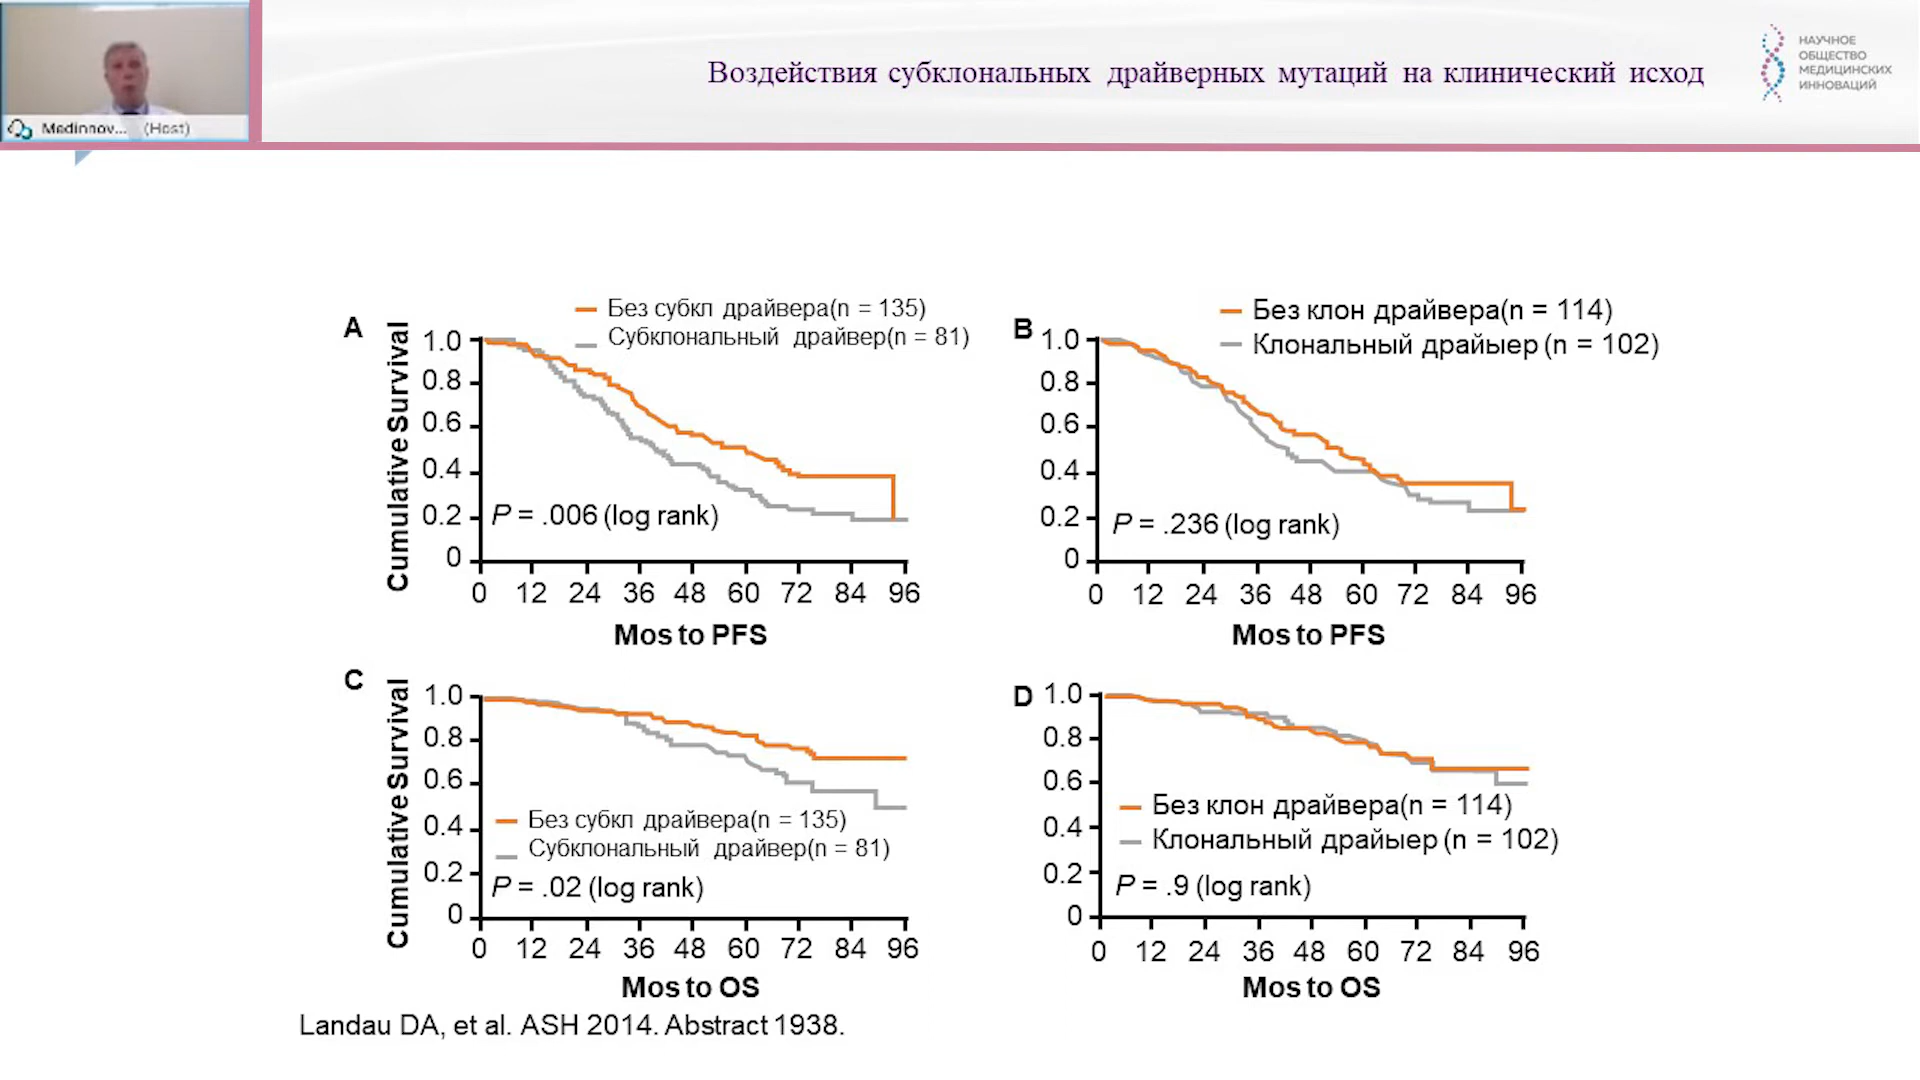 Воздействия субклональных драйверных мутаций на клинический исход
НАУЧНОЕ
ОБЩЕСТВО
МЕДИЦИНСКИХ
ИННОВАЦИЙ
Medinnov... (Host)
A
Без субкл драйвера(n = 135)
Субклональный драйвер(n = 81)
Cumulative Survival
1.0
0.8
0.6
0.4
0.2
0
P = .006 (log rank)
0 12 24 36 48 60 72 84 96
Mos to PFS
B
Без клон драйвера(n = 114)
Клональный драйыер (n = 102)
1.0
0.8
0.6
0.4
0.2
0
P = .236 (log rank)
0 12 24 36 48 60 72 84 96
Mos to PFS
C
Cumulative Survival
1.0
0.8
0.6
0.4
0.2
0
Без субкл драйвера(n = 135)
Субклональный драйвер(n = 81)
P = .02 (log rank)
0 12 24 36 48 60 72 84 96
Mos to OS
D
1.0
0.8
0.6
0.4
0.2
0
Без клон драйвера(n = 114)
Клональный драйыер (n = 102)
P = .9 (log rank)
0 12 24 36 48 60 72 84 96
Mos to OS
Landau DA, et al. ASH 2014. Abstract 1938.